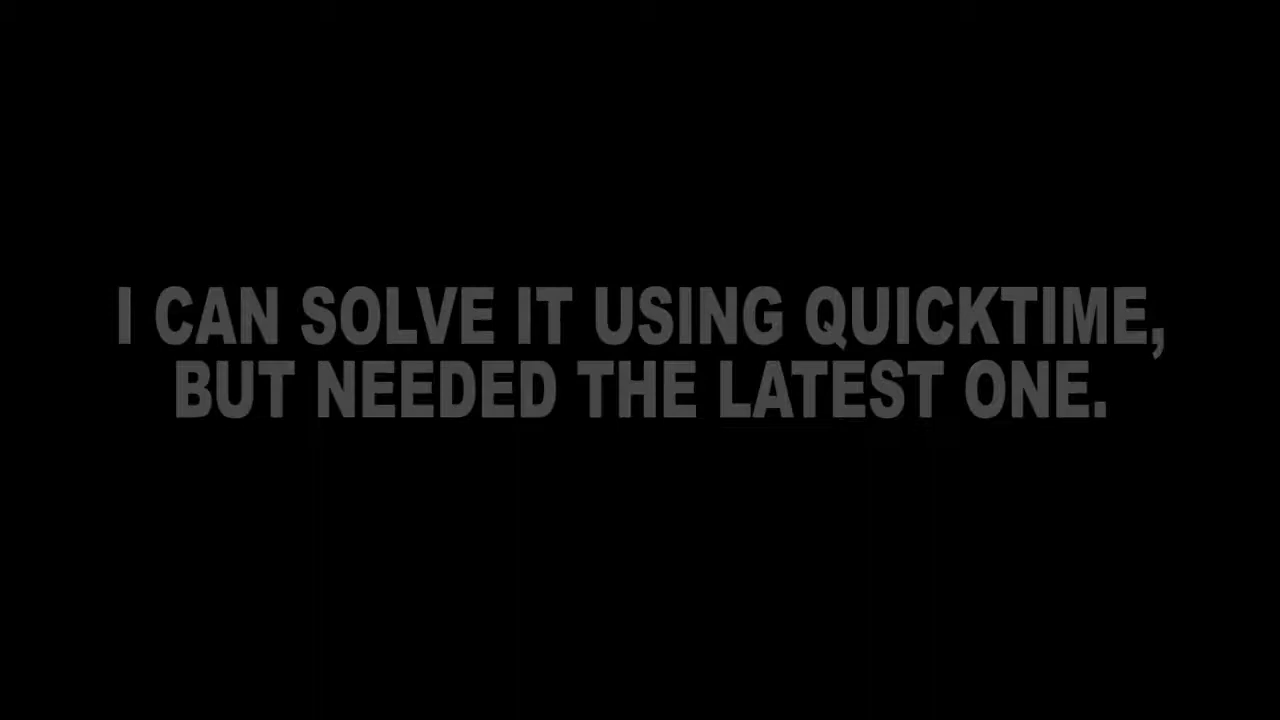 I CAN SOLVE IT USING QUICKTIME,
BUT NEEDED THE LATEST ONE.